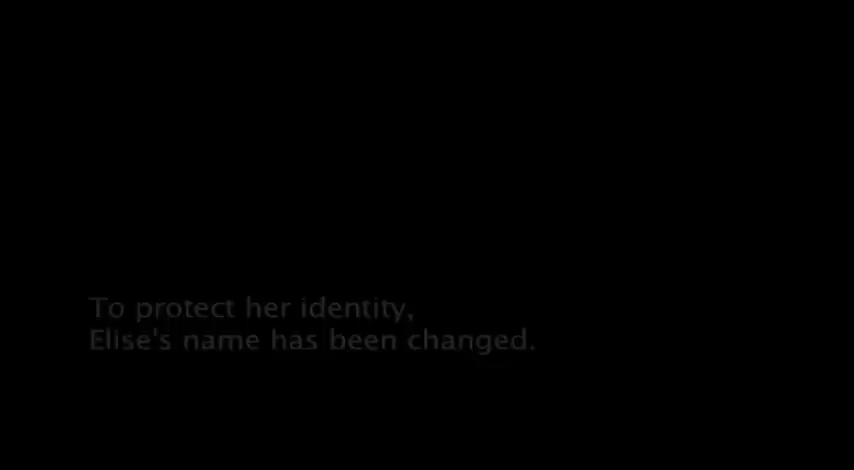 To protect her identity,
Elise's name has been changed.